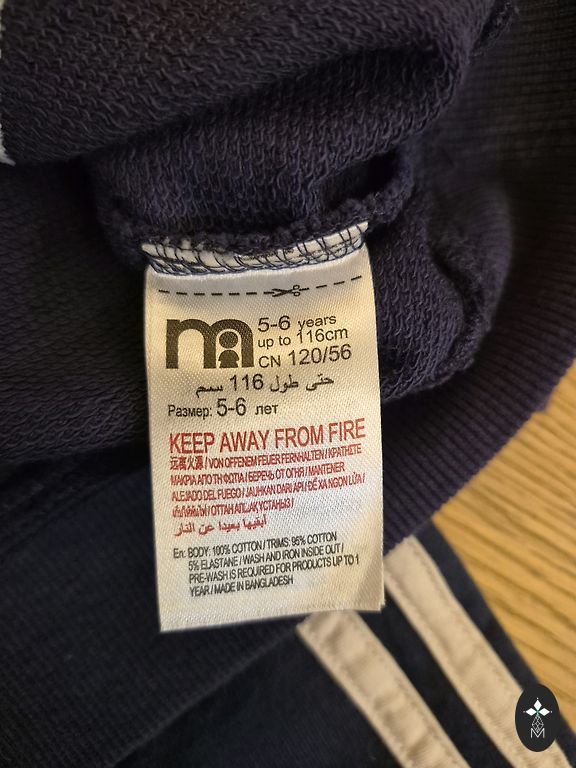 m
5-6 years
up to 116cm
CN 120/56
حتى طول 116 سم
Размер: 5-6 лет
KEEP AWAY FROM FIRE
远离火源 / VON OFFENEM FEUER FERNHALTEN / ΚΡΑΤΗΣΤΕ
ΜΑΚΡΙΑ ΑΠΟ ΤΗ ΦΩΤΙΑ / БЕРЕЧЬ ОТ ОГНЯ / MANTENER
ALEJADO DEL FUEGO / JAUHKAN DARI API / ĐỂ XA NGỌN LỬA /
ОТТАН АЛШАҚ ҰСТАҢЫЗ /
أبقيها بعيدا عن النار
En: BODY: 100% COTTON / TRIMS: 95% COTTON
5% ELASTANE / WASH AND IRON INSIDE OUT /
PRE-WASH IS REQUIRED FOR PRODUCTS UP TO 1
YEAR / MADE IN BANGLADESH
M